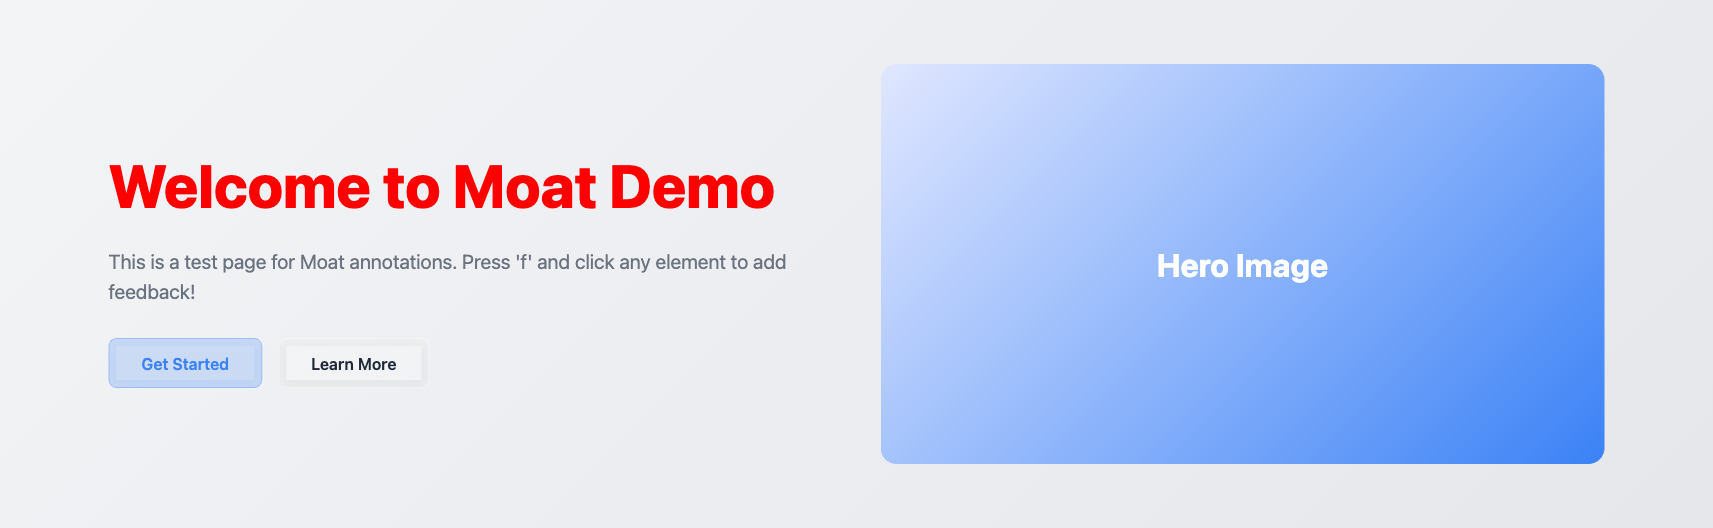 Welcome to Moat Demo
This is a test page for Moat annotations. Press 'f' and click any element to add
feedback!
Get Started
Learn More
Hero Image